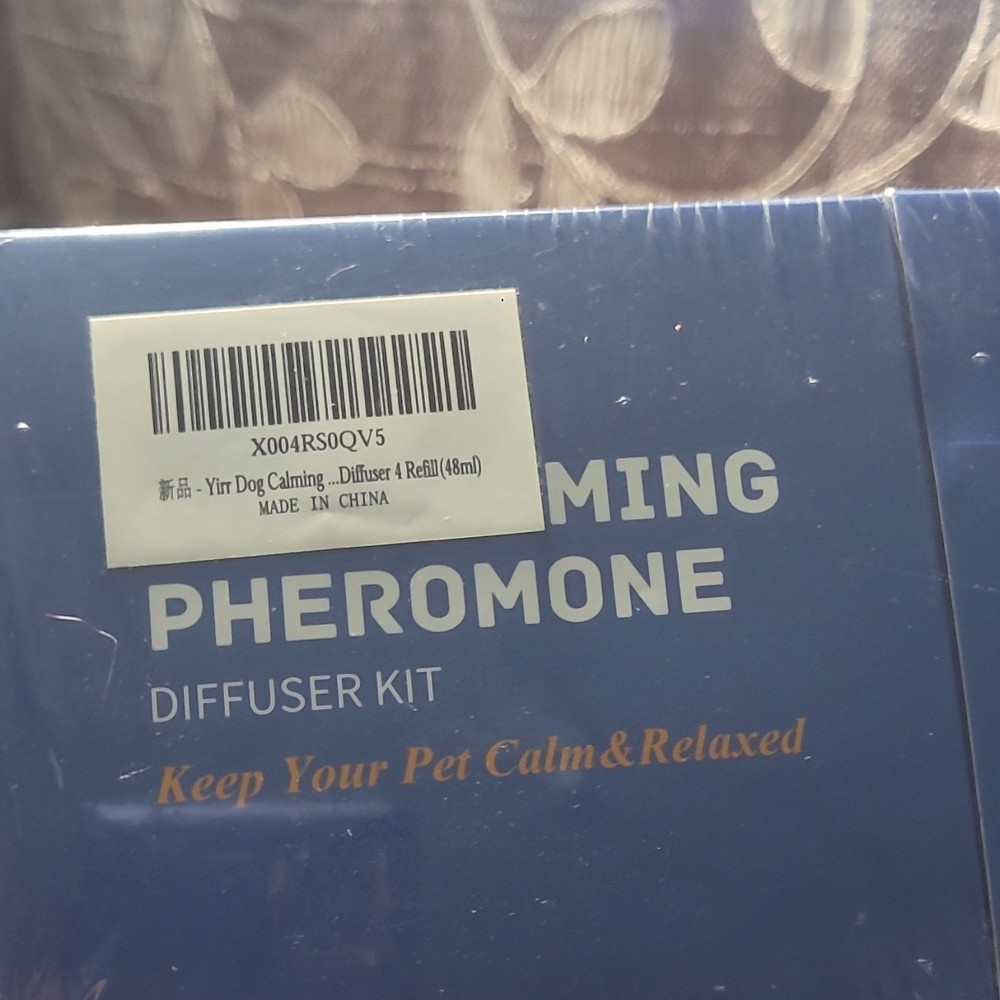 X004RS0QV5
新品 - Yirr Dog Calming ...Diffuser 4 Refill(48ml)
MADE IN CHINA
MING
PHEROMONE
DIFFUSER KIT
Keep Your Pet Calm&Relaxed